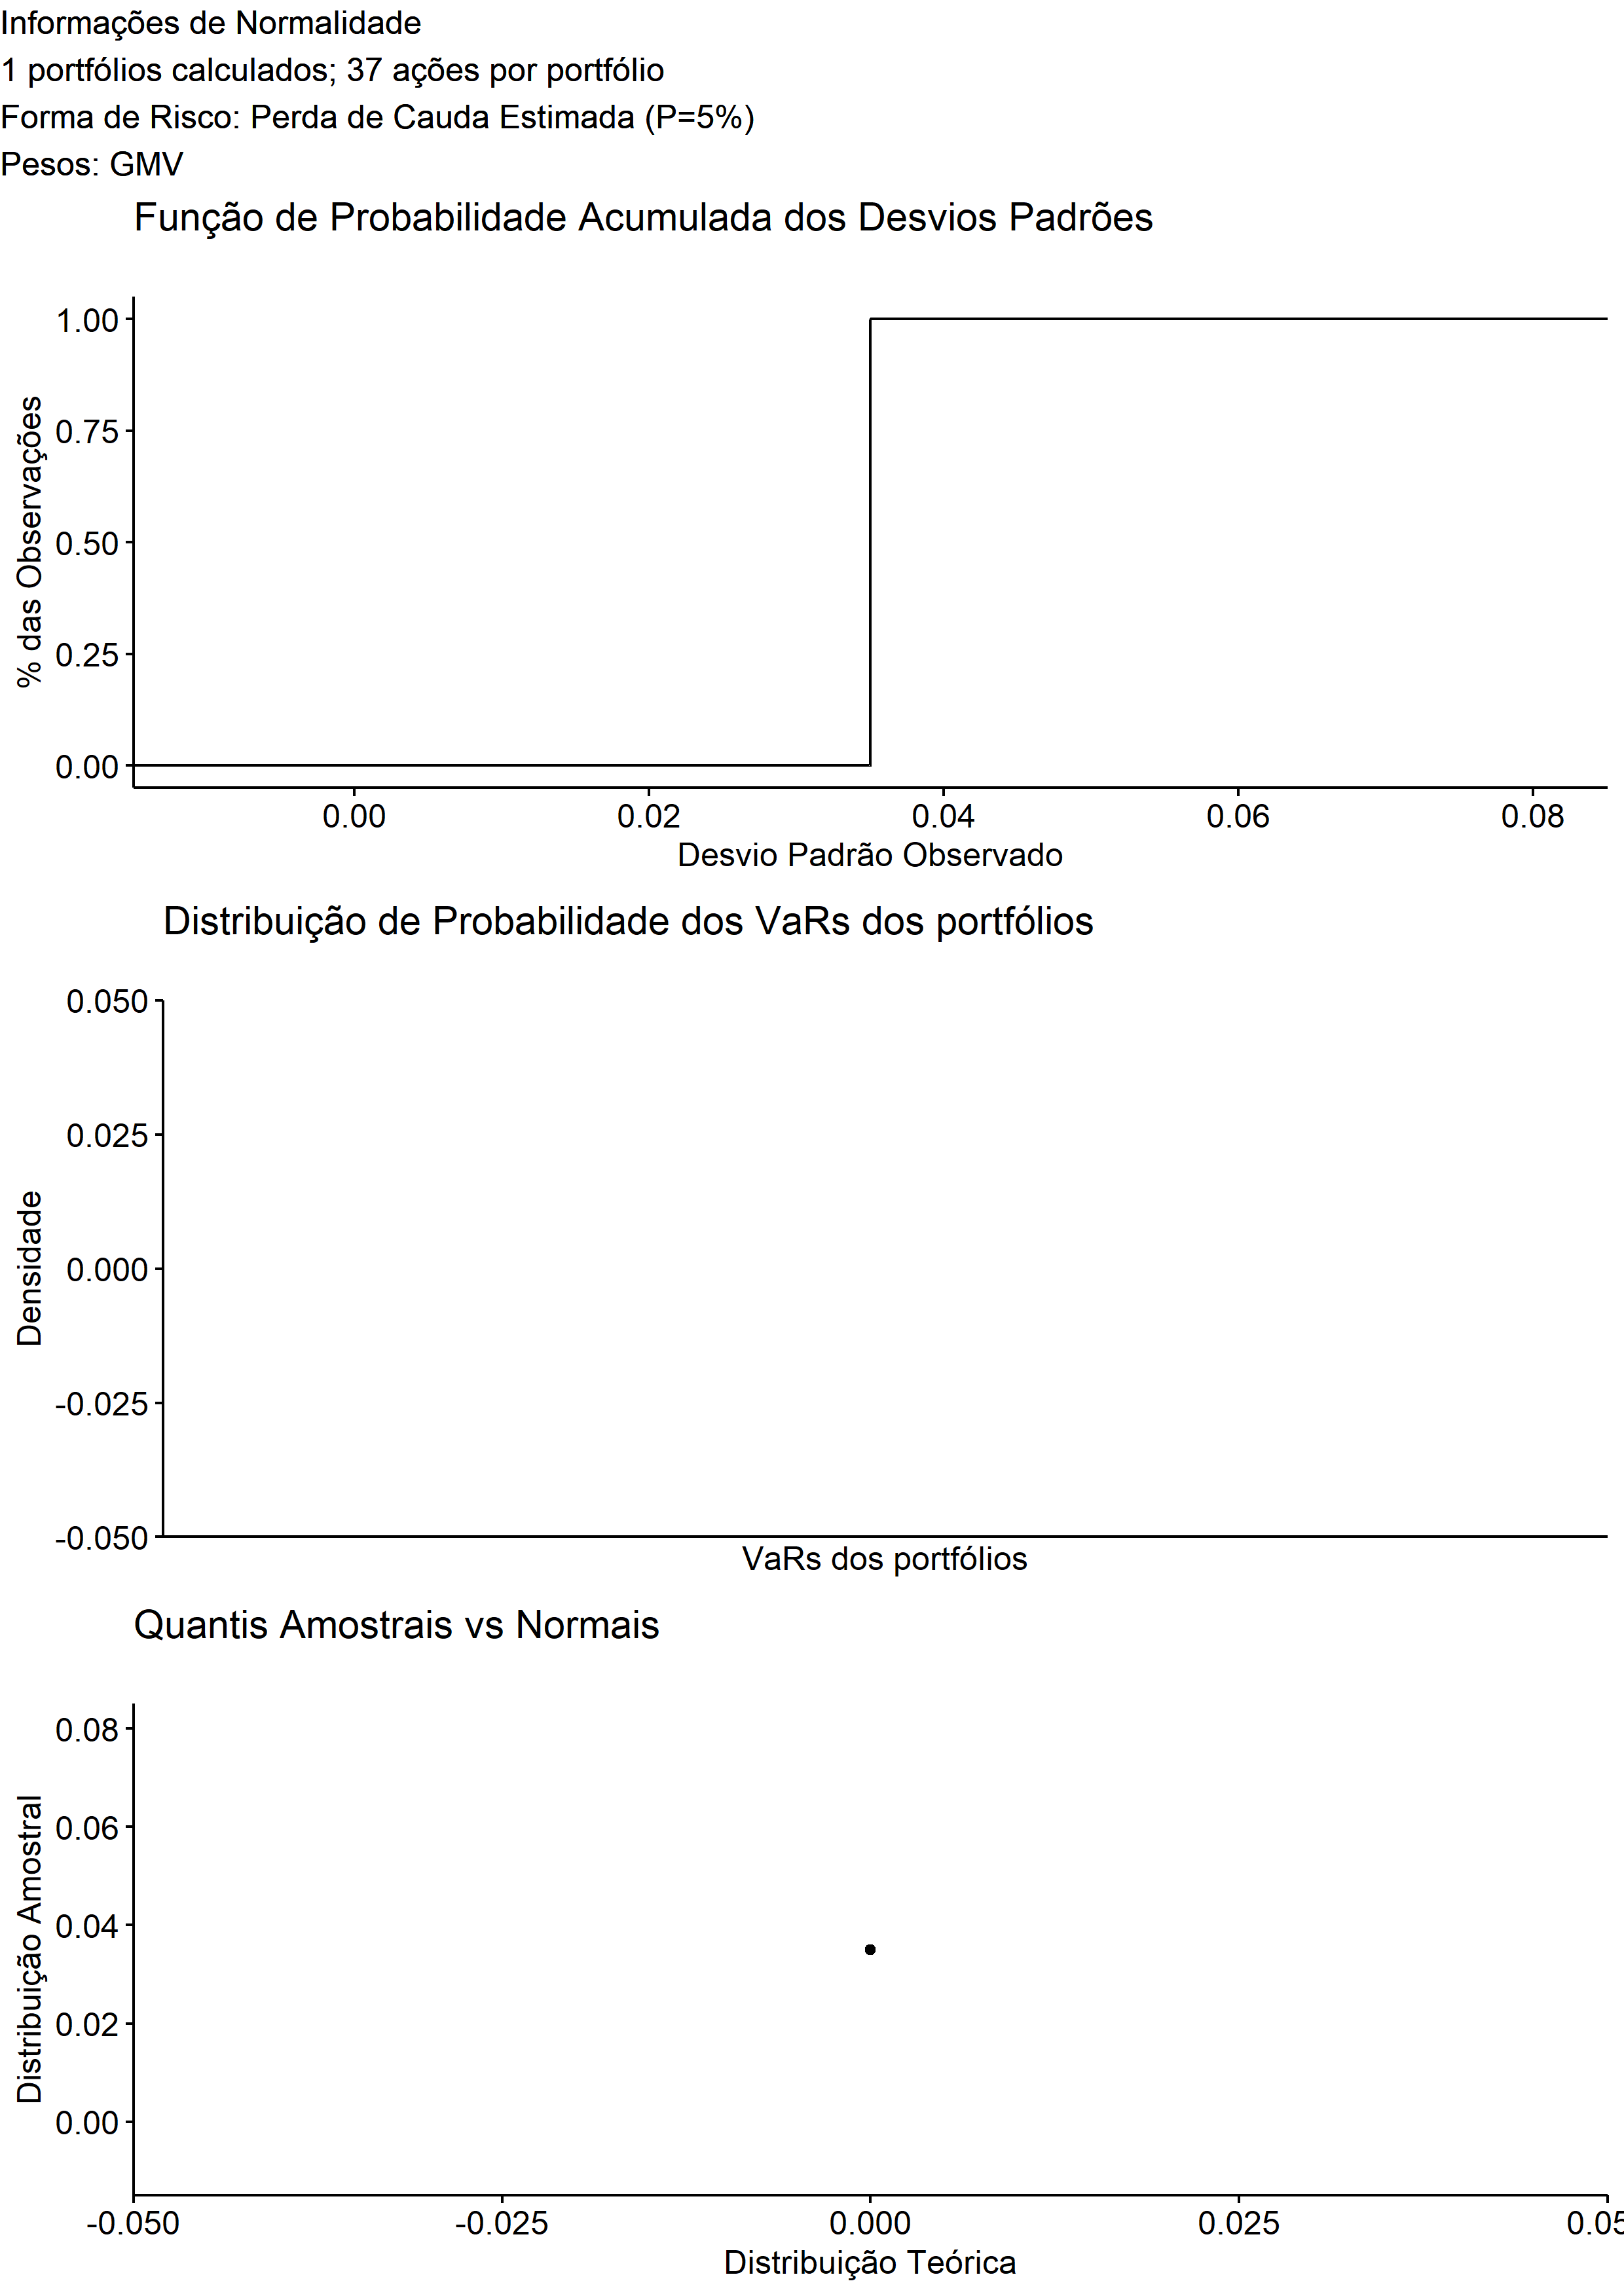 Informações de Normalidade
1 portfólios calculados; 37 ações por portfólio
Forma de Risco: Perda de Cauda Estimada (P=5%)
Pesos: GMV
Função de Probabilidade Acumulada dos Desvios Padrões
% das Observações
1.00
0.75
0.50
0.25
0.00
0.00 0.02 0.04 0.06 0.08
Desvio Padrão Observado
Distribuição de Probabilidade dos VaRs dos portfólios
Densidade
0.050
0.025
0.000
-0.025
-0.050
VaRs dos portfólios
Quantis Amostrais vs Normais
Distribuição Amostral
0.08
0.06
0.04
0.02
0.00
-0.050 -0.025 0.000 0.025 0.05
Distribuição Teórica